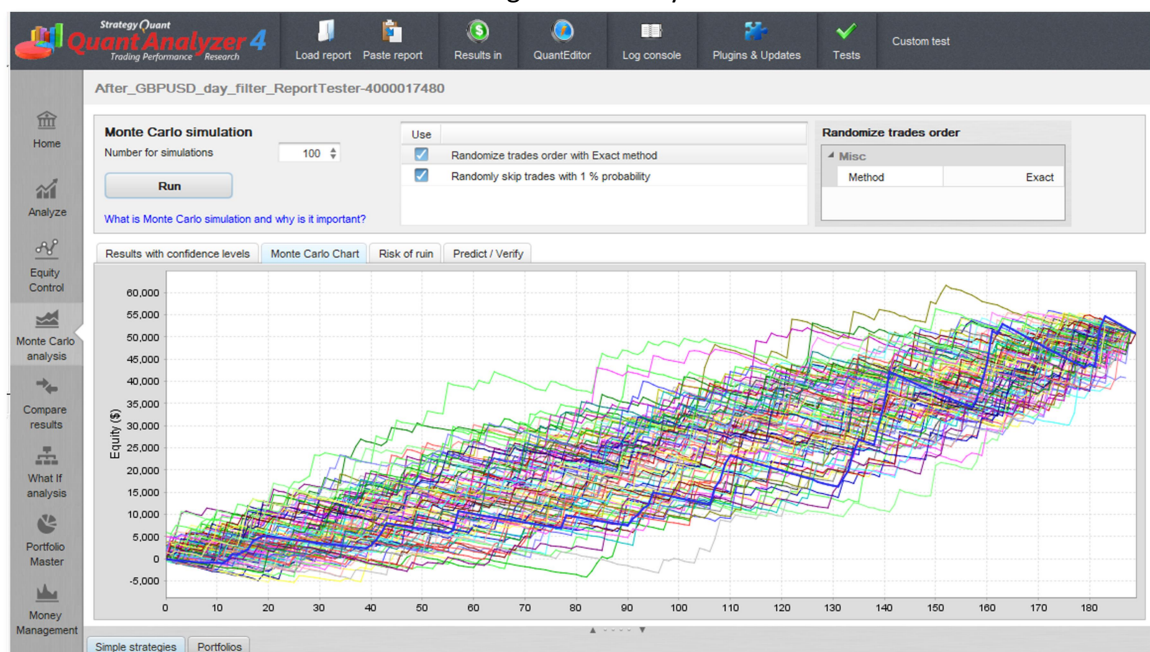 Strategy Quant
QuantAnalyzer 4
Trading Performance Research
Load report
Paste report
Results in
QuantEditor
Log console
Plugins & Updates
Tests
Custom test
After_GBPUSD_day_filter_ReportTester-4000017480
Home
Analyze
Equity
Control
Monte Carlo
analysis
Compare
results
What If
analysis
Portfolio
Master
Money
Management
Monte Carlo simulation
Number for simulations 100
Run
What is Monte Carlo simulation and why is it important?
Use
Randomize trades order with Exact method
Randomly skip trades with 1 % probability
Randomize trades order
Misc
Method Exact
Results with confidence levels
Monte Carlo Chart
Risk of ruin
Predict / Verify
Equity ($)
60,000
55,000
50,000
45,000
40,000
35,000
30,000
25,000
20,000
15,000
10,000
5,000
0
-5,000
0 10 20 30 40 50 60 70 80 90 100 110 120 130 140 150 160 170 180
Simple strategies
Portfolios